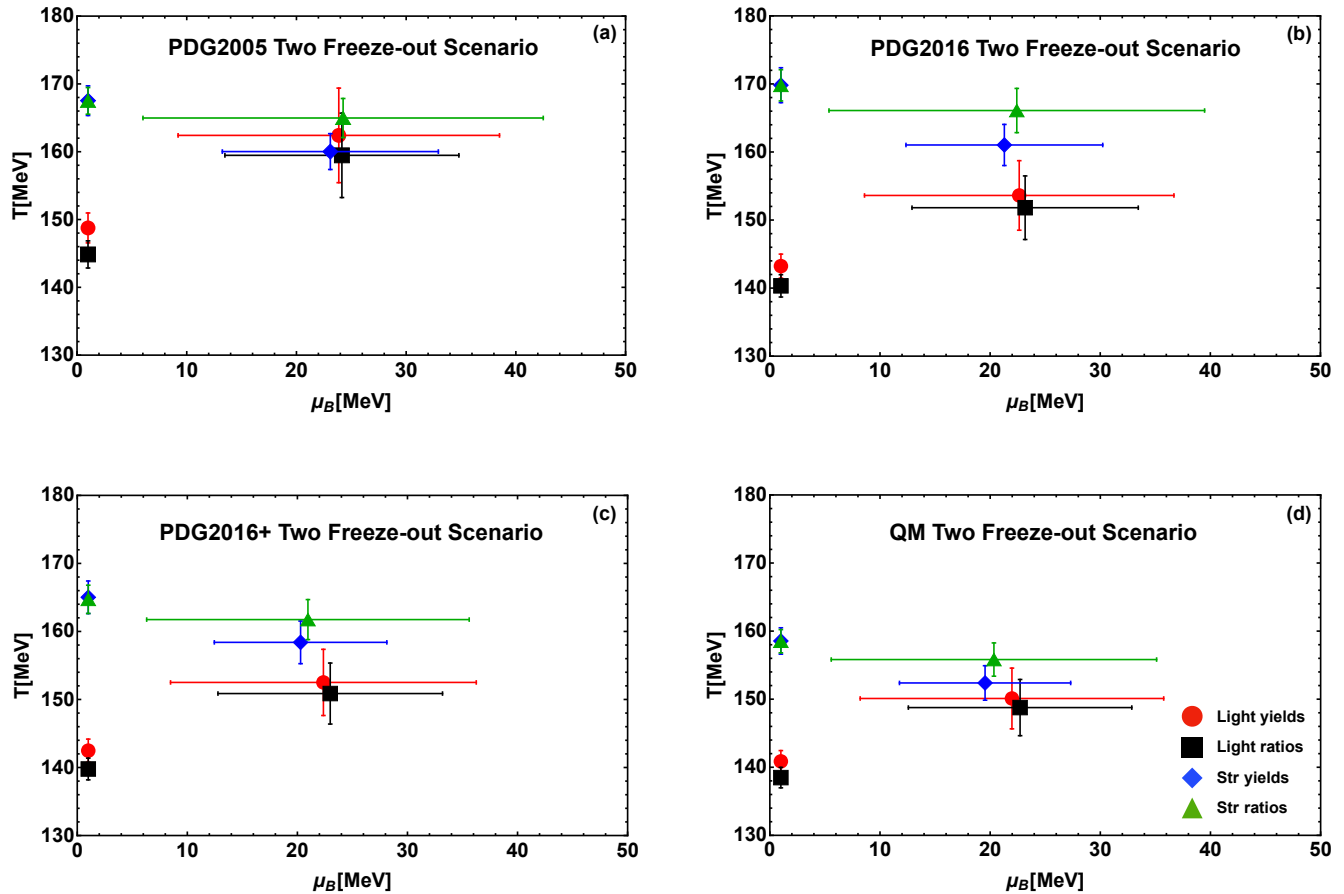 PDG2005 Two Freeze-out Scenario
(a)
180
170
160
150
140
130
T[MeV]
0 10 20 30 40 50
μB[MeV]
PDG2016 Two Freeze-out Scenario
(b)
180
170
160
150
140
130
T[MeV]
0 10 20 30 40 50
μB[MeV]
PDG2016+ Two Freeze-out Scenario
(c)
180
170
160
150
140
130
T[MeV]
0 10 20 30 40 50
μB[MeV]
QM Two Freeze-out Scenario
(d)
180
170
160
150
140
130
T[MeV]
0 10 20 30 40 50
μB[MeV]
Light yields
Light ratios
Str yields
Str ratios